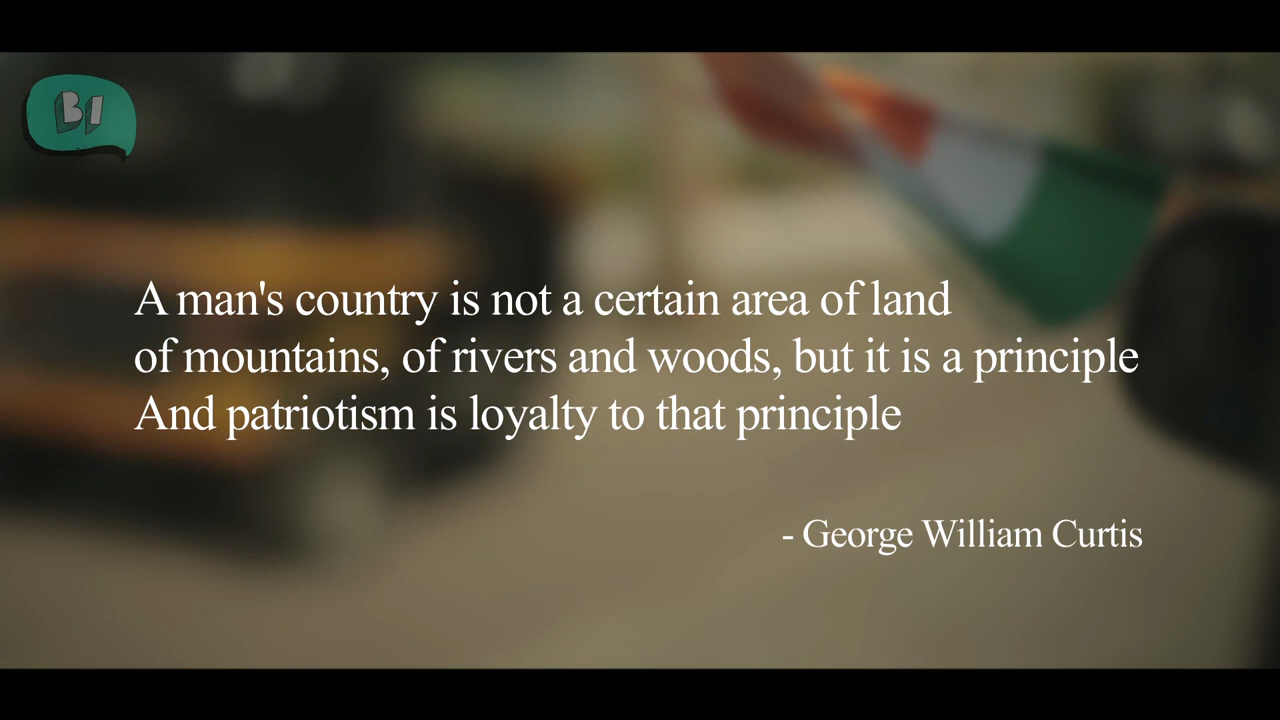 BI
A man's country is not a certain area of land
of mountains, of rivers and woods, but it is a principle
And patriotism is loyalty to that principle
- George William Curtis